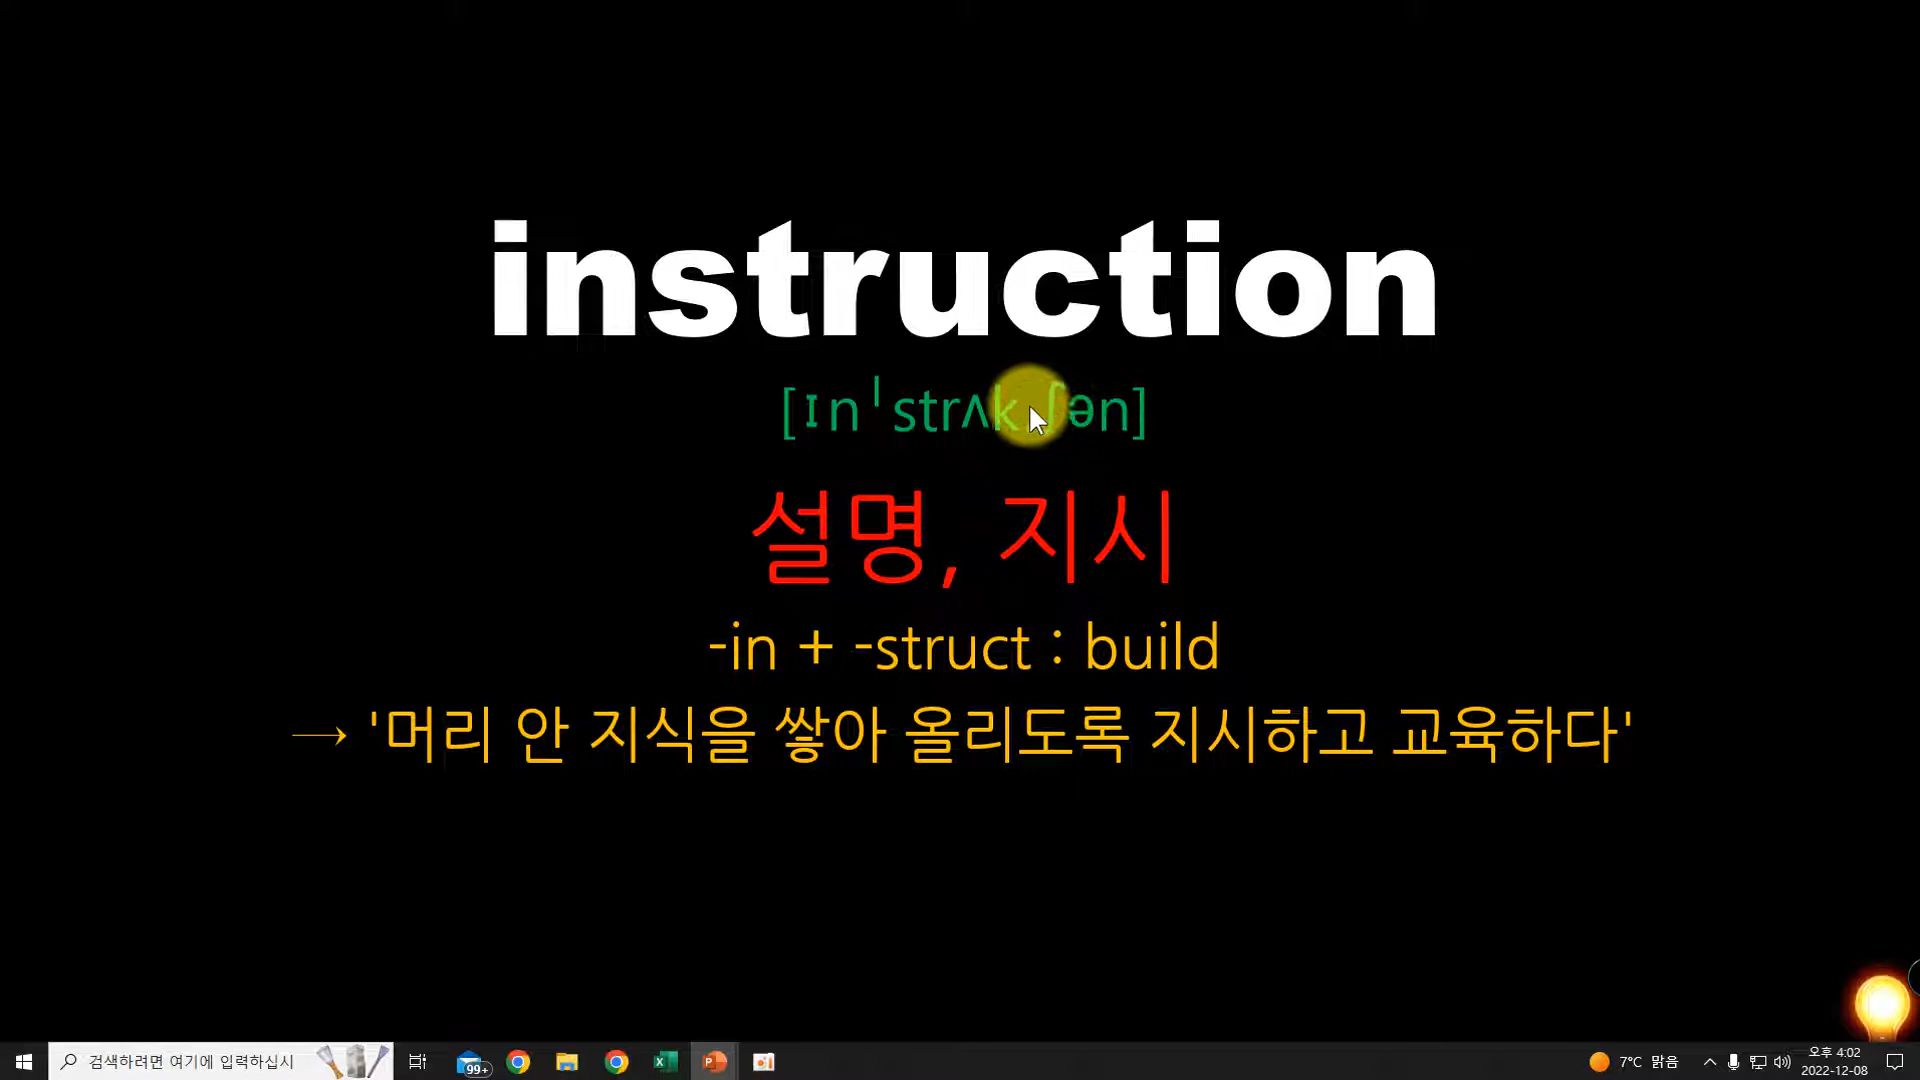 instruction
[ɪnˈstrʌk.ʃən]
설명, 지시
-in + -struct : build
→ '머리 안 지식을 쌓아 올리도록 지시하고 교육하다'
검색하려면 여기에 입력하십시
99+
7°C 맑음
오후 4:02
2022-12-08